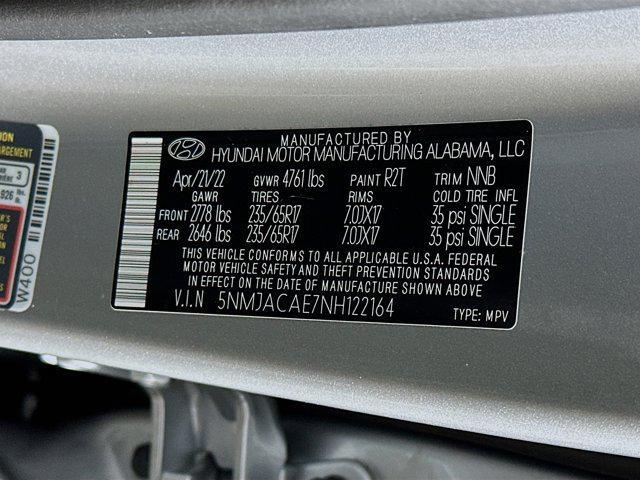 MANUFACTURED BY
HYUNDAI MOTOR MANUFACTURING ALABAMA, LLC
Apr/21/22 GVWR 4761 lbs PAINT R2T TRIM NNB
GAWR TIRES RIMS COLD TIRE INFL
FRONT 2778 lbs 235/65R17 7.0JX17 35 psi SINGLE
REAR 2646 lbs 235/65R17 7.0JX17 35 psi SINGLE
THIS VEHICLE CONFORMS TO ALL APPLICABLE U.S.A. FEDERAL
MOTOR VEHICLE SAFETY AND THEFT PREVENTION STANDARDS
IN EFFECT ON THE DATE OF MANUFACTURE SHOWN ABOVE.
V.I.N 5NMJACAE7NH122164 TYPE: MPV
3
W400